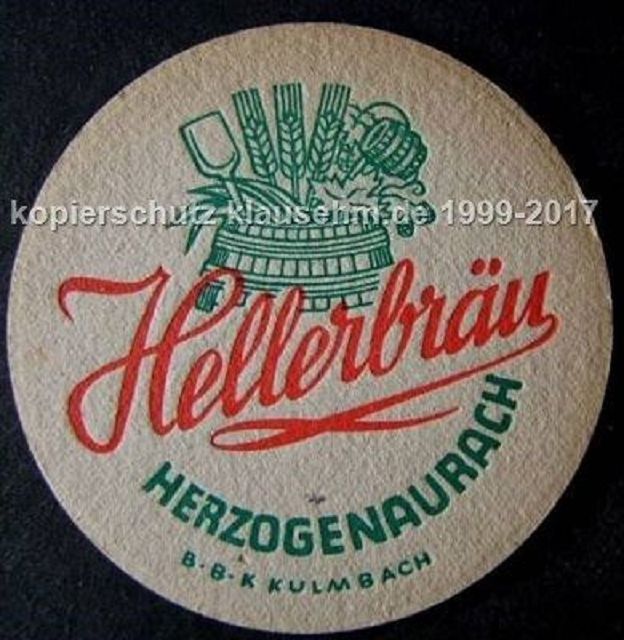 kopierschutz klausehm.de 1999-2017
Hellerbräu
HERZOGENAURACH
B·B·K KULMBACH